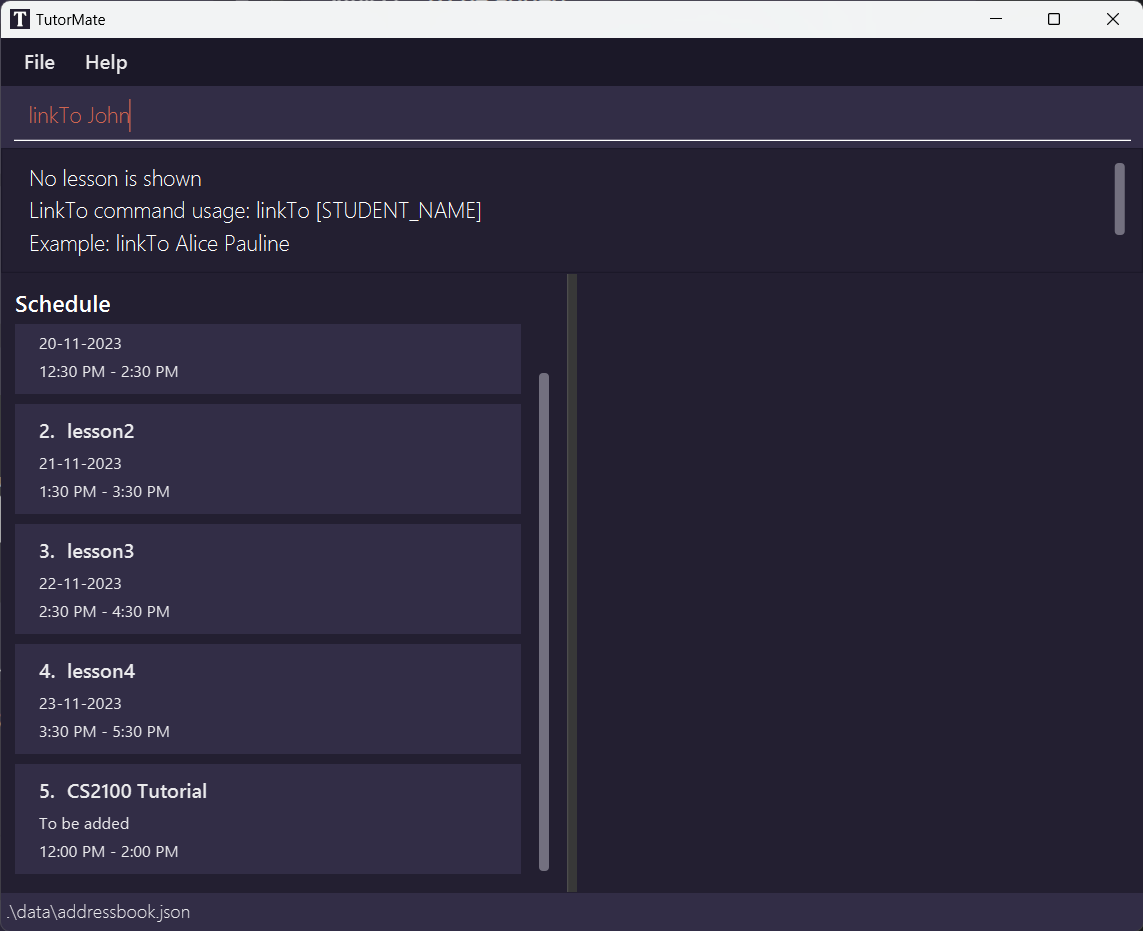 TutorMate
File Help
linkTo John
No lesson is shown
LinkTo command usage: linkTo [STUDENT_NAME]
Example: linkTo Alice Pauline
Schedule
20-11-2023
12:30 PM - 2:30 PM
2. lesson2
21-11-2023
1:30 PM - 3:30 PM
3. lesson3
22-11-2023
2:30 PM - 4:30 PM
4. lesson4
23-11-2023
3:30 PM - 5:30 PM
5. CS2100 Tutorial
To be added
12:00 PM - 2:00 PM
.\data\addressbook.json